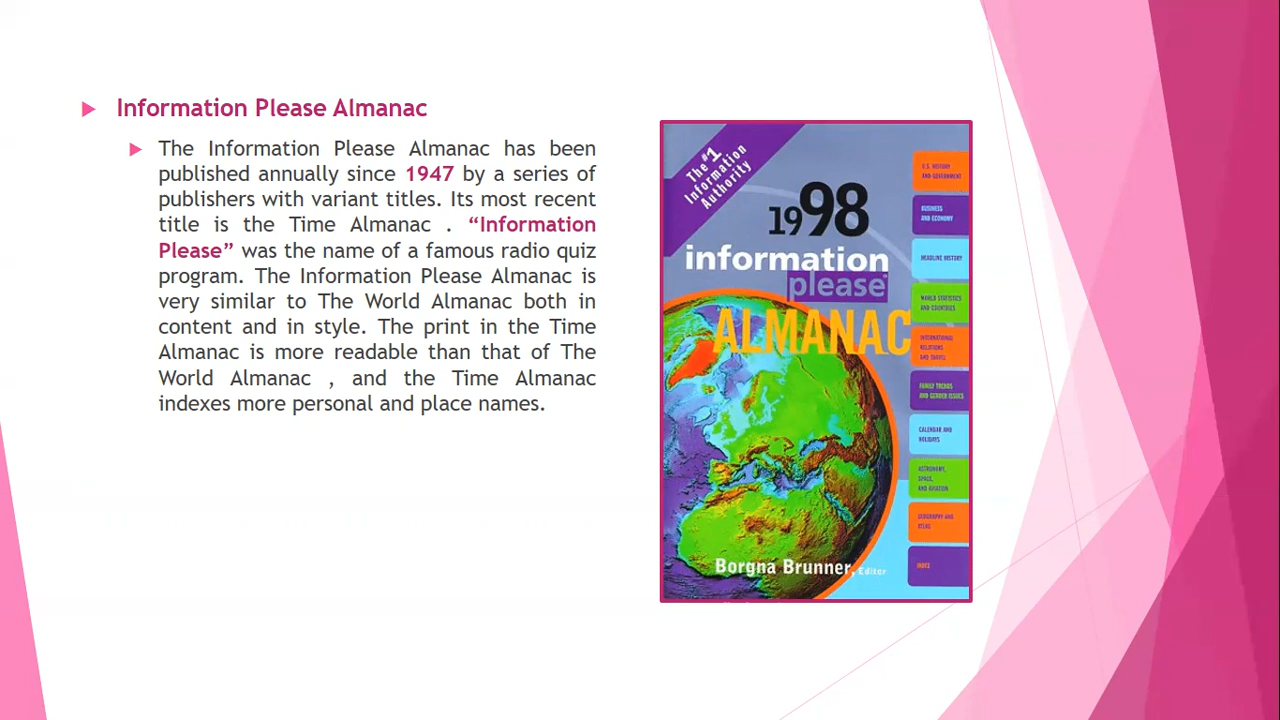 Information Please Almanac
The Information Please Almanac has been
published annually since 1947 by a series of
publishers with variant titles. Its most recent
title is the Time Almanac . “Information
Please” was the name of a famous radio quiz
program. The Information Please Almanac is
very similar to The World Almanac both in
content and in style. The print in the Time
Almanac is more readable than that of The
World Almanac , and the Time Almanac
indexes more personal and place names.
The #1
Information
Authority
1998
information
please
ALMANAC
Borgna Brunner, Editor
U.S. HISTORY
AND GOVERNMENT
BUSINESS
AND ECONOMY
HEADLINE HISTORY
WORLD STATISTICS
AND COUNTRIES
INTERNATIONAL
RELATIONS
AND TRAVEL
FAMILY TRENDS
AND GENDER ISSUES
CALENDAR AND
HOLIDAYS
ASTRONOMY,
SPACE,
AND AVIATION
INDEX